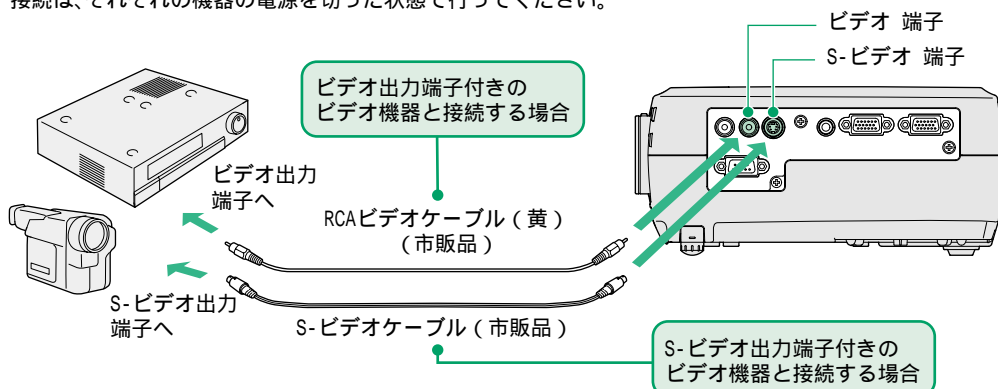 接続は、それぞれの機器の電源を切った状態で行ってください。
ビデオ 端子
S-ビデオ 端子
ビデオ出力端子付きの
ビデオ機器と接続する場合
ビデオ出力
端子へ
RCAビデオケーブル(黄)
(市販品)
S-ビデオ出力
端子へ
S-ビデオケーブル(市販品)
S-ビデオ出力端子付きの
ビデオ機器と接続する場合